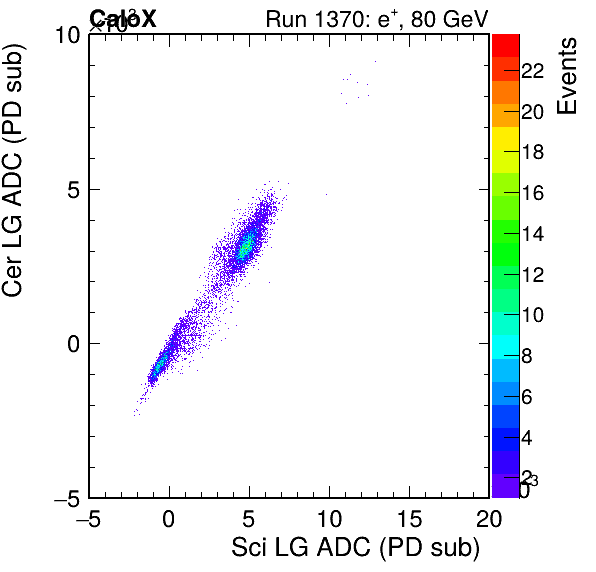 CaloX
×10³
Run 1370: e⁺, 80 GeV
Events
Cer LG ADC (PD sub)
10
5
0
−5
−5 0 5 10 15 20
Sci LG ADC (PD sub)
22
20
18
16
14
12
10
8
6
4
2
0